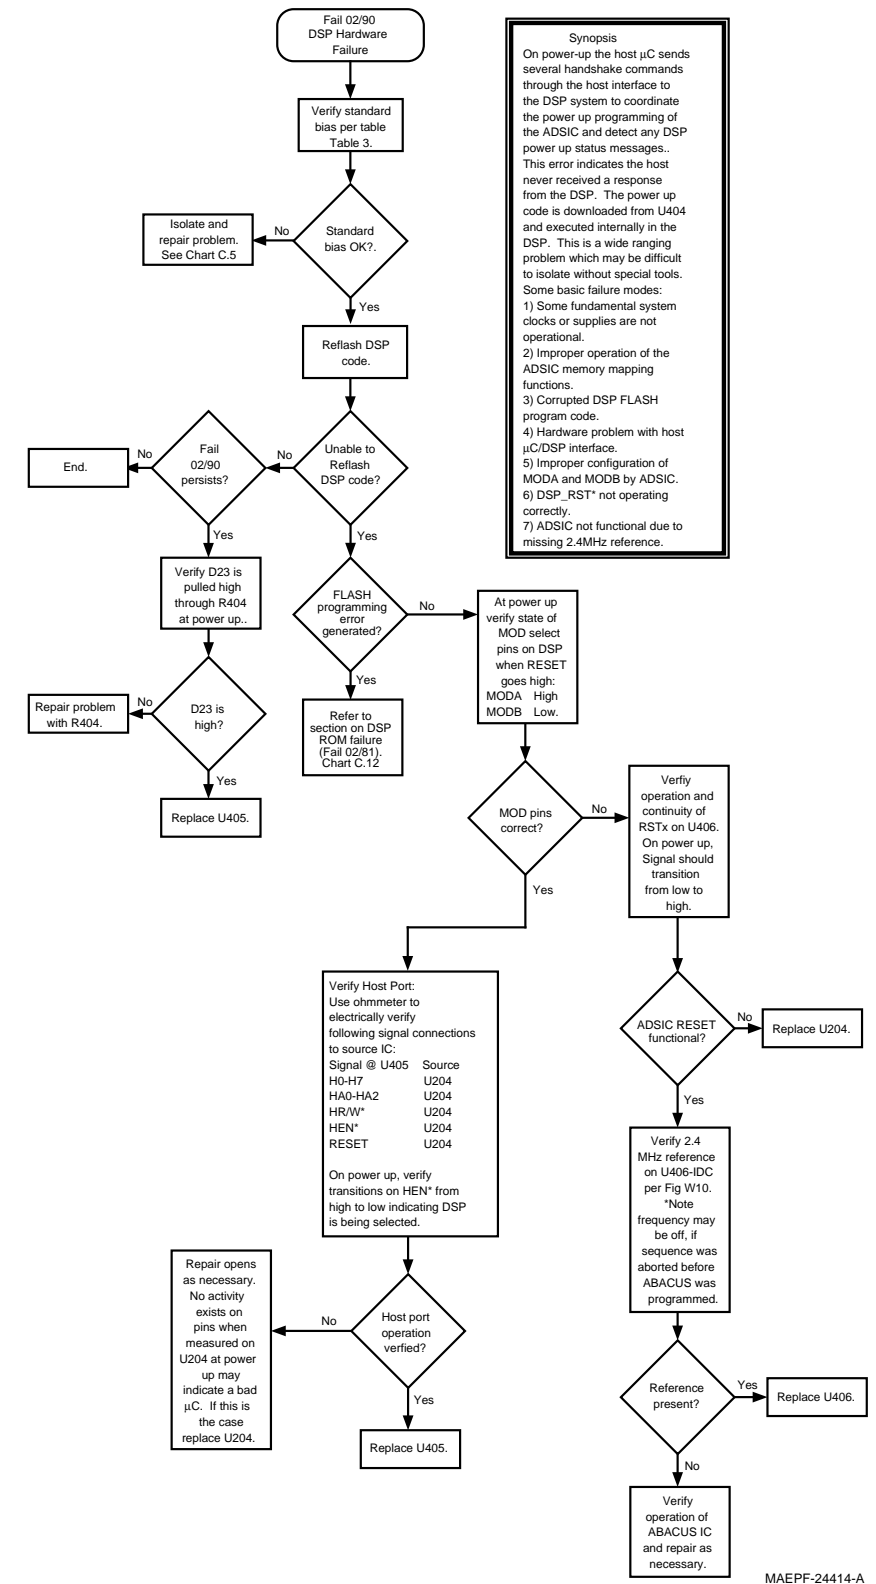 Fail 02/90
DSP Hardware
Failure
Synopsis
On power-up the host µC sends
several handshake commands
through the host interface to
the DSP system to coordinate
the power up programming of
the ADSIC and detect any DSP
power up status messages..
This error indicates the host
never received a response
from the DSP. The power up
code is downloaded from U404
and executed internally in the
DSP. This is a wide ranging
problem which may be difficult
to isolate without special tools.
Some basic failure modes:
1) Some fundamental system
clocks or supplies are not
operational.
2) Improper operation of the
ADSIC memory mapping
functions.
3) Corrupted DSP FLASH
program code.
4) Hardware problem with host
µC/DSP interface.
5) Improper configuration of
MODA and MODB by ADSIC.
6) DSP_RST* not operating
correctly.
7) ADSIC not functional due to
missing 2.4MHz reference.
Verify standard
bias per table
Table 3.
Standard
bias OK?.
No
Isolate and
repair problem.
See Chart C.5
Yes
Reflash DSP
code.
Unable to
Reflash
DSP code?
No
Fail
02/90
persists?
No
End.
Yes
Verify D23 is
pulled high
through R404
at power up..
D23 is
high?
No
Repair problem
with R404.
Yes
Replace U405.
Yes
FLASH
programming
error
generated?
Yes
Refer to
section on DSP
ROM failure
(Fail 02/81).
Chart C.12
No
At power up
verify state of
MOD select
pins on DSP
when RESET
goes high:
MODA High
MODB Low.
MOD pins
correct?
No
Verfiy
operation and
continuity of
RSTx on U406.
On power up,
Signal should
transition
from low to
high.
Yes
Verify Host Port:
Use ohmmeter to
electrically verify
following signal connections
to source IC:
Signal @ U405 Source
H0-H7 U204
HA0-HA2 U204
HR/W* U204
HEN* U204
RESET U204
On power up, verify
transitions on HEN* from
high to low indicating DSP
is being selected.
Host port
operation
verfied?
No
Repair opens
as necessary.
No activity
exists on
pins when
measured on
U204 at power
up may
indicate a bad
µC. If this is
the case
replace U204.
Yes
Replace U405.
ADSIC RESET
functional?
No
Replace U204.
Yes
Verify 2.4
MHz reference
on U406-IDC
per Fig W10.
*Note
frequency may
be off, if
sequence was
aborted before
ABACUS was
programmed.
Reference
present?
Yes
Replace U406.
No
Verify
operation of
ABACUS IC
and repair as
necessary.
MAEPF-24414-A